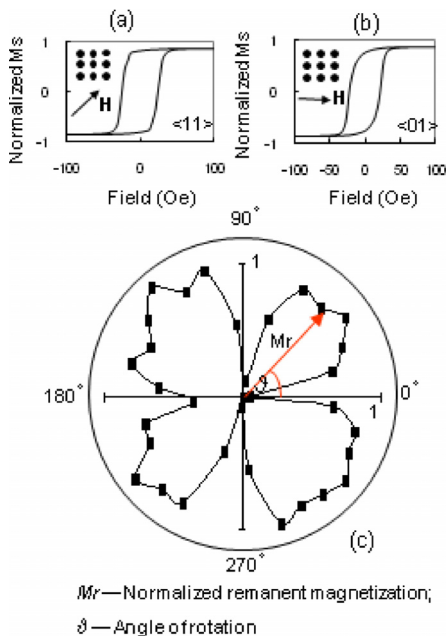 (a)
(b)
Normalized Ms
1
0
-1
H
<11>
-100
0
100
Field (Oe)
Normalized Ms
1
0
-1
H
<01>
-100
-50
0
50
100
Field (Oe)
90°
1
Mr
ϑ
180°
0°
1
(c)
270°
Mr—Normalized remanent magnetization;
ϑ—Angle of rotation